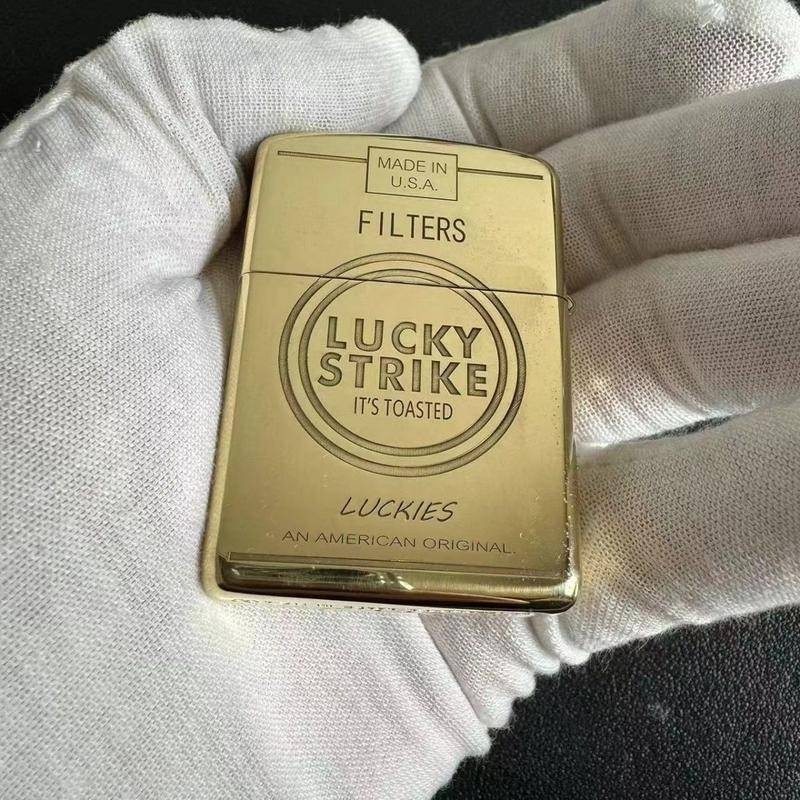 MADE IN
U.S.A.
FILTERS
LUCKY
STRIKE
IT'S TOASTED
LUCKIES
AN AMERICAN ORIGINAL.